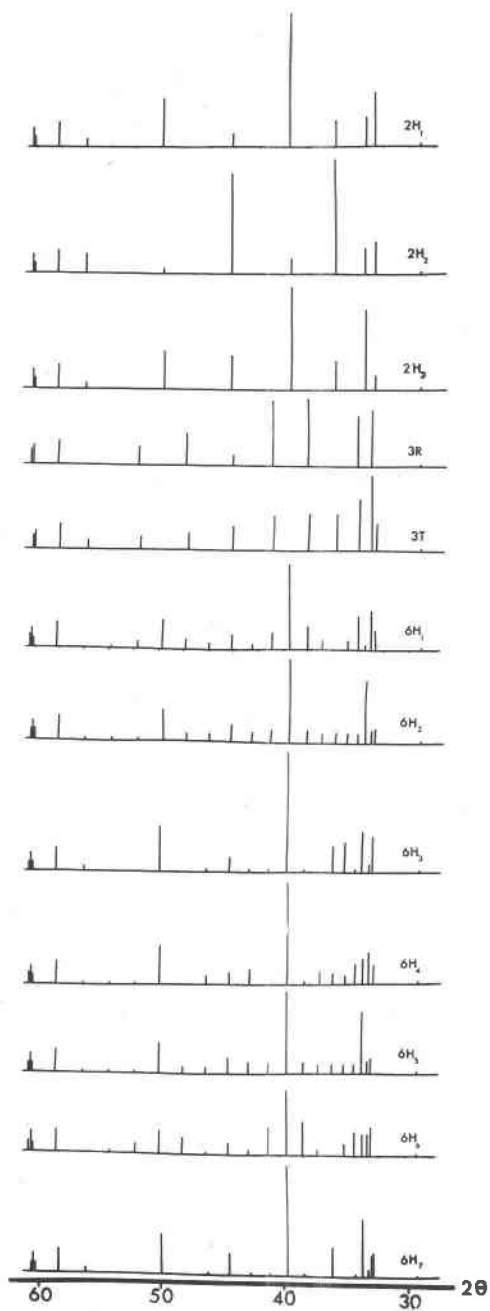 2H₁
2H₂
2H₃
3R
3T
6H₁
6H₂
6H₃
6H₄
6H₅
6H₆
6H₇
60 50 40 30 2θ